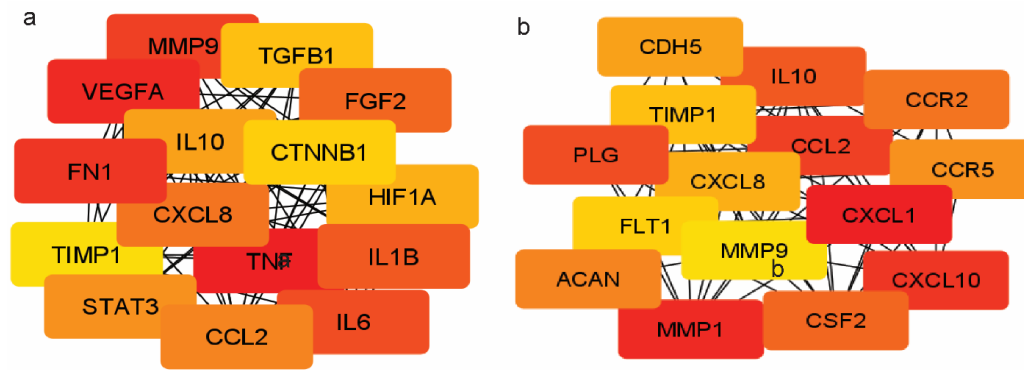 a
MMP9
TGFB1
VEGFA
FGF2
IL10
CTNNB1
FN1
HIF1A
CXCL8
TIMP1
TNF
IL1B
STAT3
IL6
CCL2
b
CDH5
IL10
CCR2
TIMP1
CCL2
PLG
CCR5
CXCL8
CXCL1
FLT1
MMP9
b
ACAN
CXCL10
CSF2
MMP1